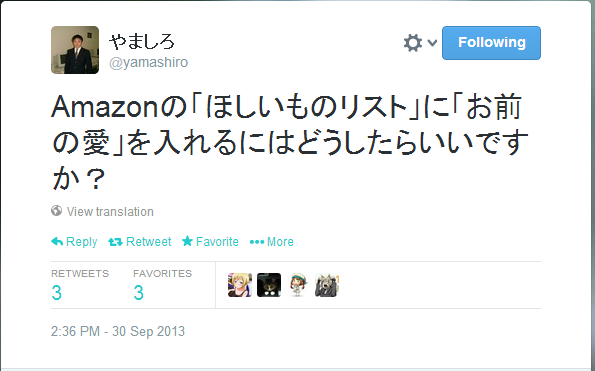 やましろ
@yamashiro
Following
Amazonの「ほしいものリスト」に「お前
の愛」を入れるにはどうしたらいいです
か？
View translation
Reply Retweet Favorite More
RETWEETS FAVORITES
3 3
2:36 PM - 30 Sep 2013